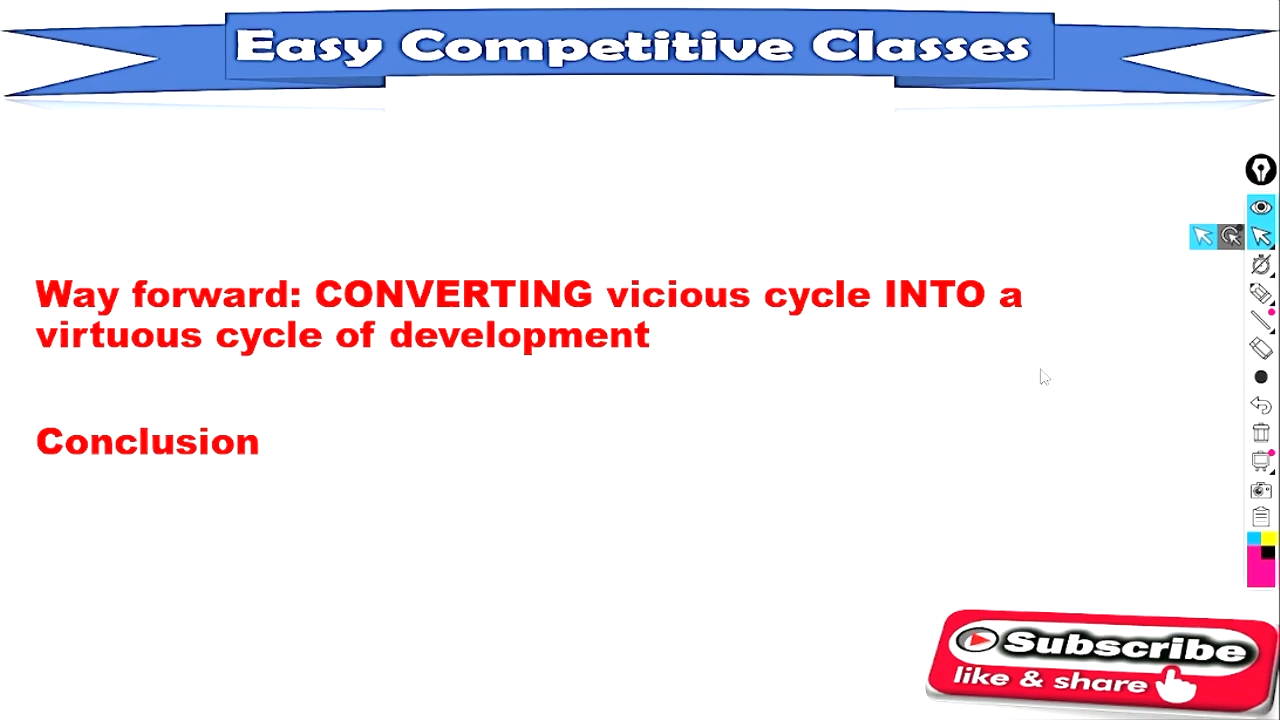 Easy Competitive Classes
Way forward: CONVERTING vicious cycle INTO a
virtuous cycle of development
Conclusion
Subscribe
like & share